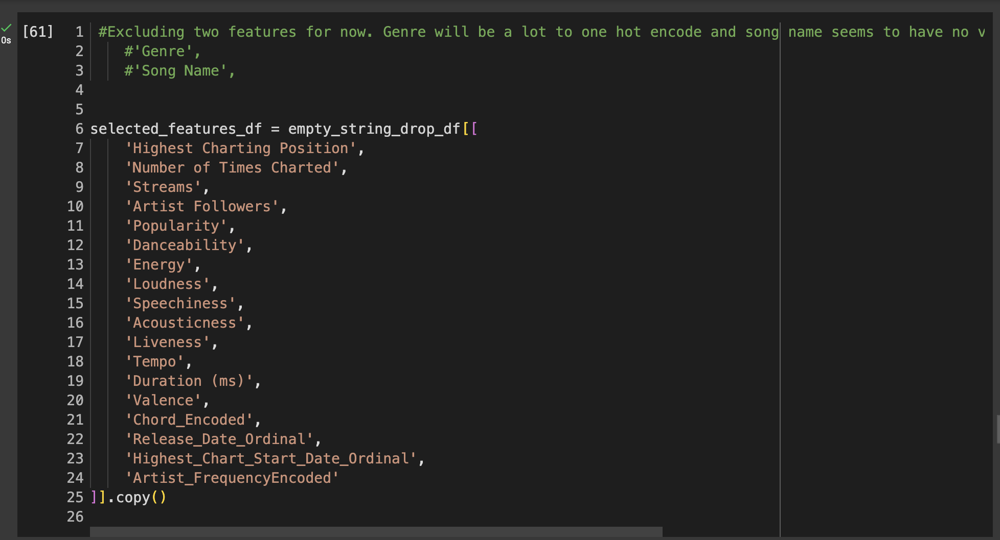 [61] 1 #Excluding two features for now. Genre will be a lot to one hot encode and song name seems to have no v
0s 2 #'Genre',
3 #'Song Name',
4
5
6 selected_features_df = empty_string_drop_df[[
7 'Highest Charting Position',
8 'Number of Times Charted',
9 'Streams',
10 'Artist Followers',
11 'Popularity',
12 'Danceability',
13 'Energy',
14 'Loudness',
15 'Speechiness',
16 'Acousticness',
17 'Liveness',
18 'Tempo',
19 'Duration (ms)',
20 'Valence',
21 'Chord_Encoded',
22 'Release_Date_Ordinal',
23 'Highest_Chart_Start_Date_Ordinal',
24 'Artist_FrequencyEncoded'
25 ]].copy()
26